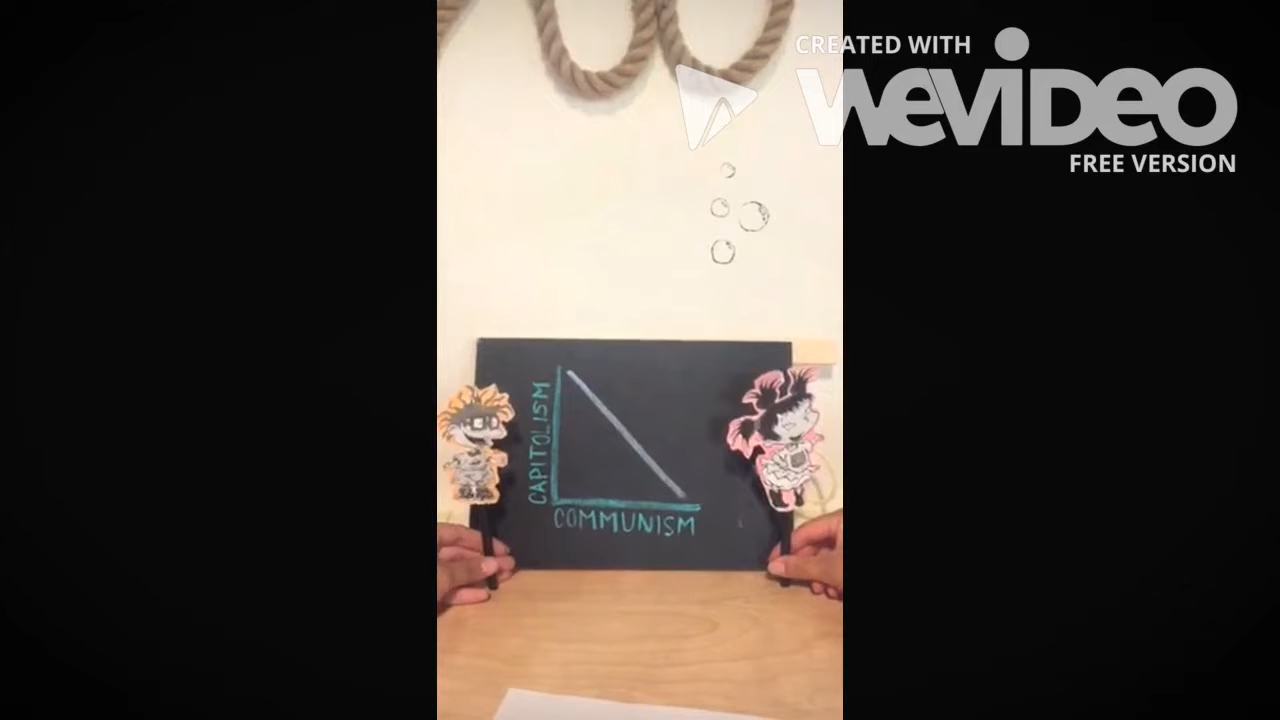 CREATED WITH
WEVIDEO
FREE VERSION
CAPITOLISM
COMMUNISM